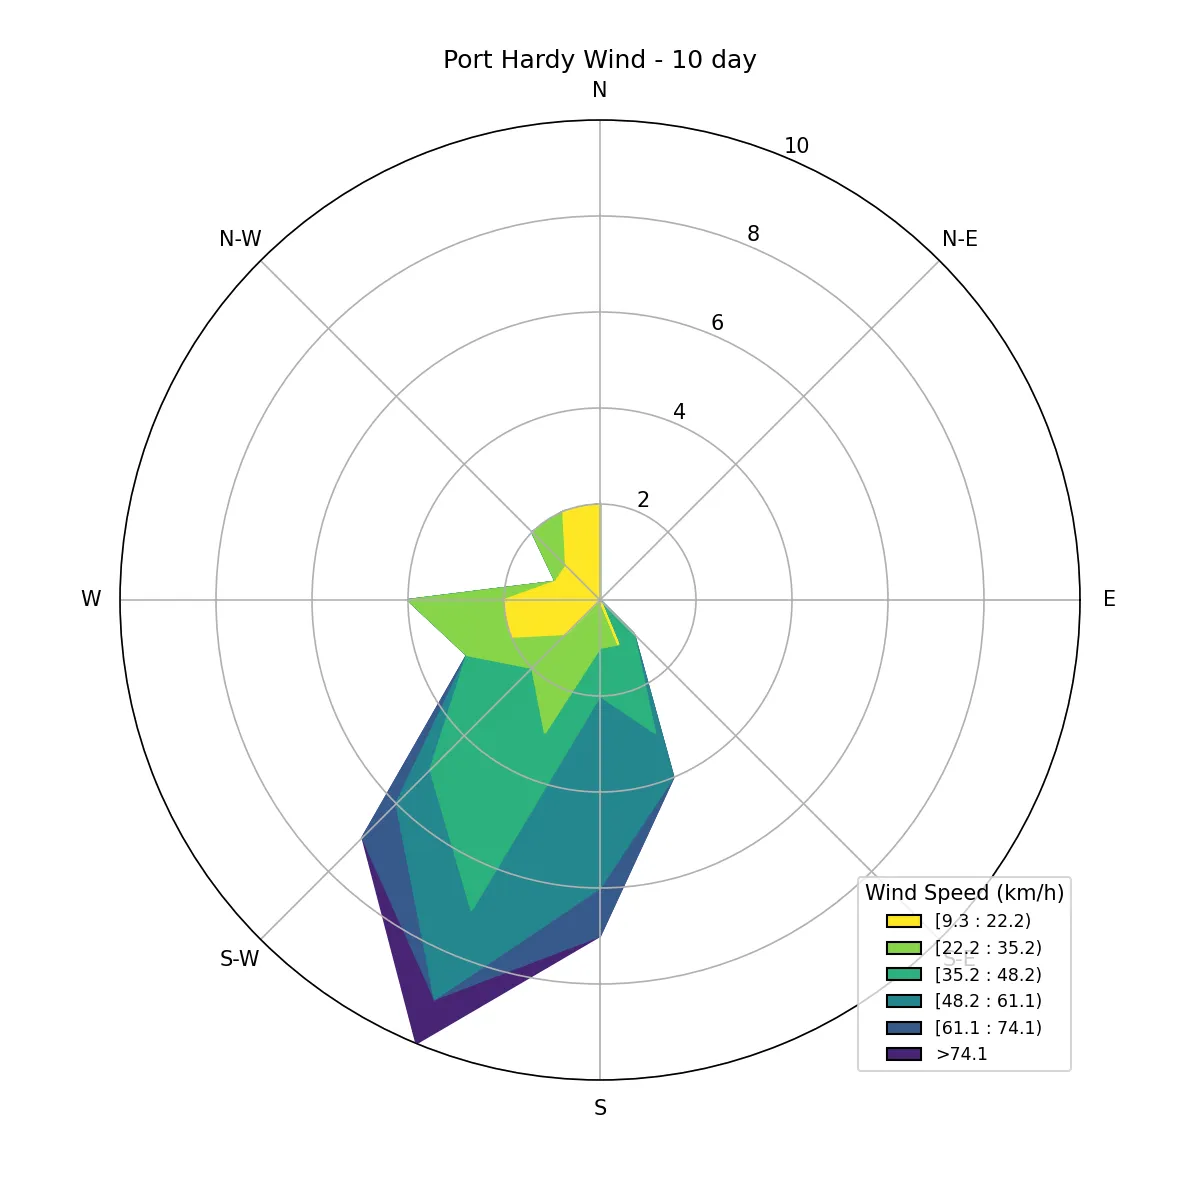 Port Hardy Wind - 10 day
N
10
N-W
8
N-E
6
4
2
W
E
Wind Speed (km/h)
[9.3 : 22.2)
[22.2 : 35.2)
S-W
S-E
[35.2 : 48.2)
[48.2 : 61.1)
[61.1 : 74.1)
>74.1
S